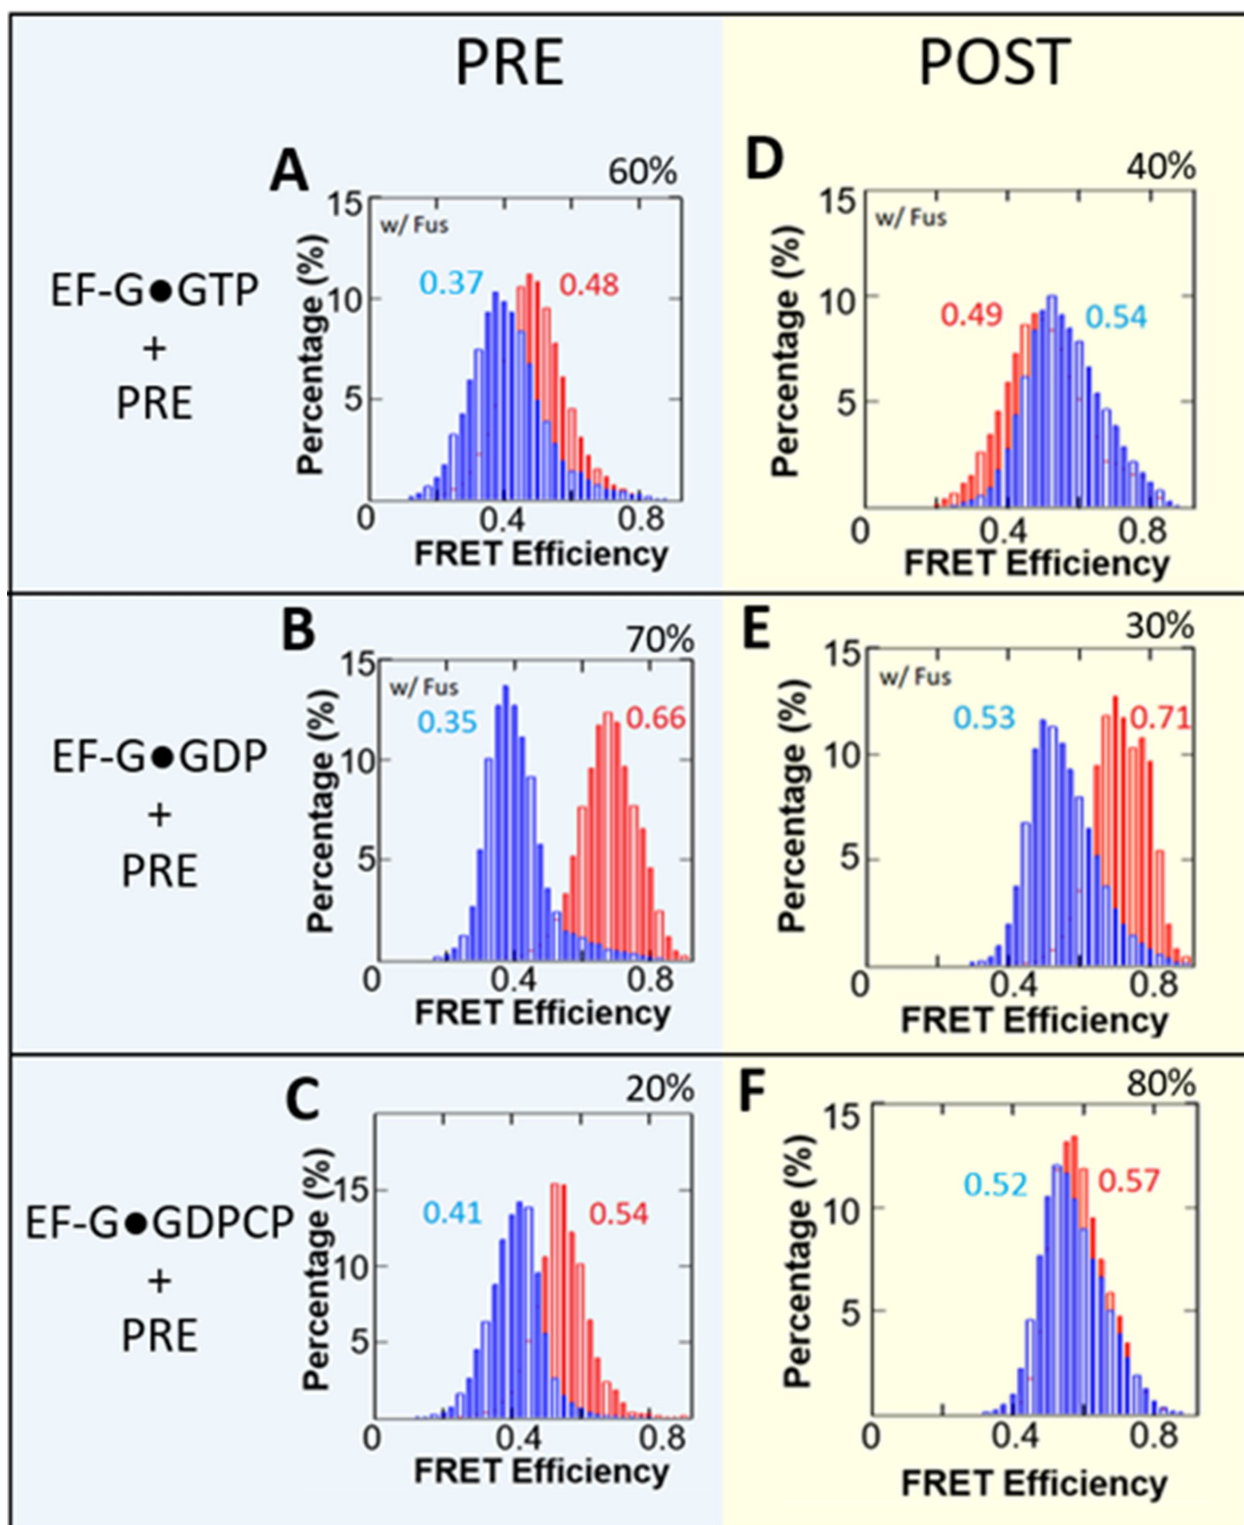 PRE
POST
EF-G●GTP
+
PRE
A
60%
15
10
5
w/ Fus
0.37
0.48
Percentage (%)
0
0.4
0.8
FRET Efficiency
D
40%
15
10
5
w/ Fus
0.49
0.54
Percentage (%)
0
0.4
0.8
FRET Efficiency
EF-G●GDP
+
PRE
B
70%
15
10
5
w/ Fus
0.35
0.66
Percentage (%)
0
0.4
0.8
FRET Efficiency
E
30%
15
10
5
w/ Fus
0.53
0.71
Percentage (%)
0
0.4
0.8
FRET Efficiency
EF-G●GDPCP
+
PRE
C
20%
15
10
5
0.41
0.54
Percentage (%)
0
0.4
0.8
FRET Efficiency
F
80%
15
10
5
0.52
0.57
Percentage (%)
0
0.4
0.8
FRET Efficiency